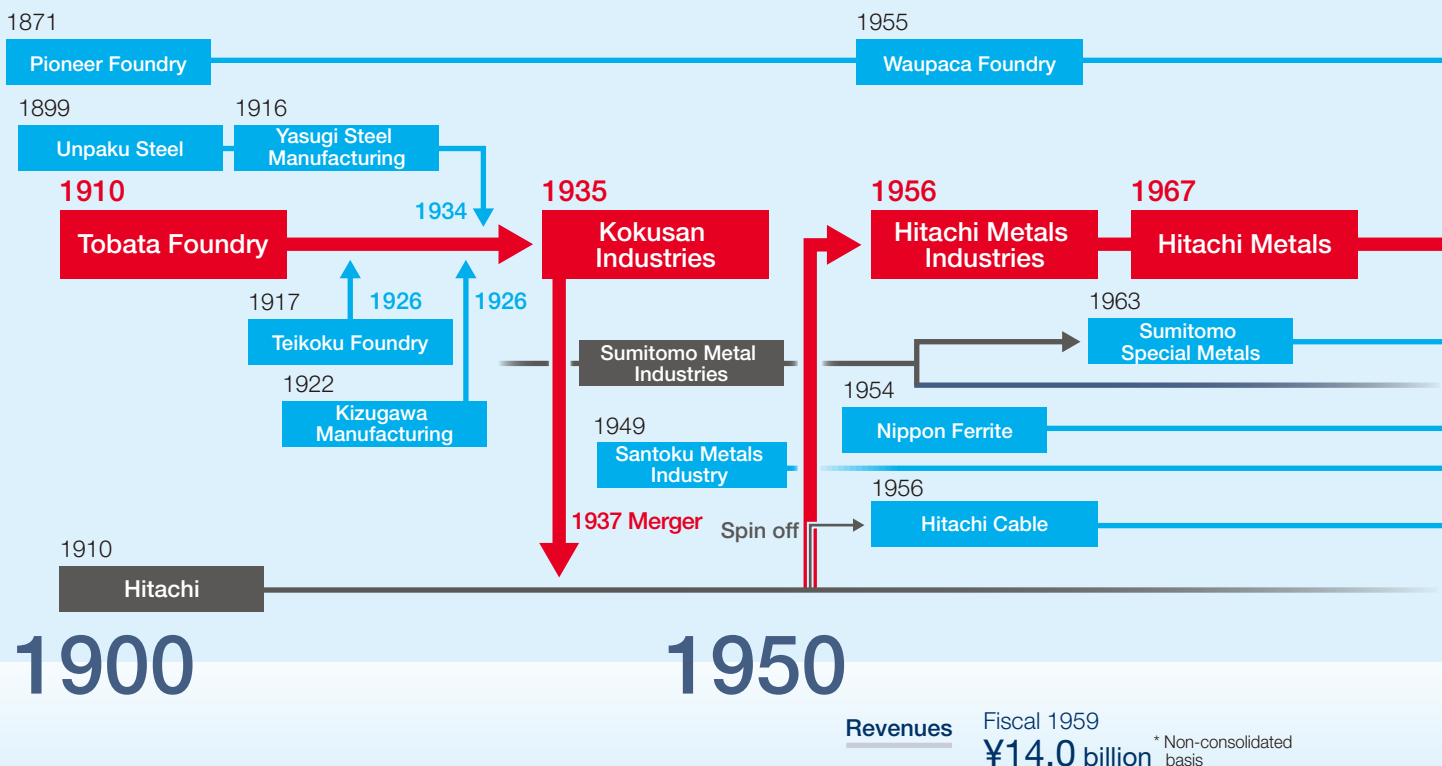 1871
Pioneer Foundry
1955
Waupaca Foundry
1899
Unpaku Steel
1916
Yasugi Steel
Manufacturing
1910
Tobata Foundry
1934
1935
Kokusan
Industries
1956
Hitachi Metals
Industries
1967
Hitachi Metals
1917
1926
1926
Teikoku Foundry
1922
Kizugawa
Manufacturing
Sumitomo Metal
Industries
1963
Sumitomo
Special Metals
1954
Nippon Ferrite
1949
Santoku Metals
Industry
1956
Hitachi Cable
1937 Merger
Spin off
1910
Hitachi
1900
1950
Revenues
Fiscal 1959
¥14.0 billion
* Non-consolidated
basis